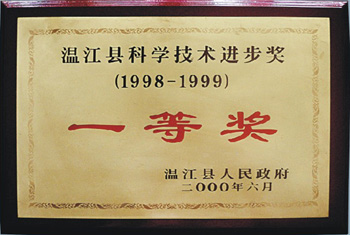 温江县科学技术进步奖
(1998-1999)
一等奖
温江县人民政府
二000年六月